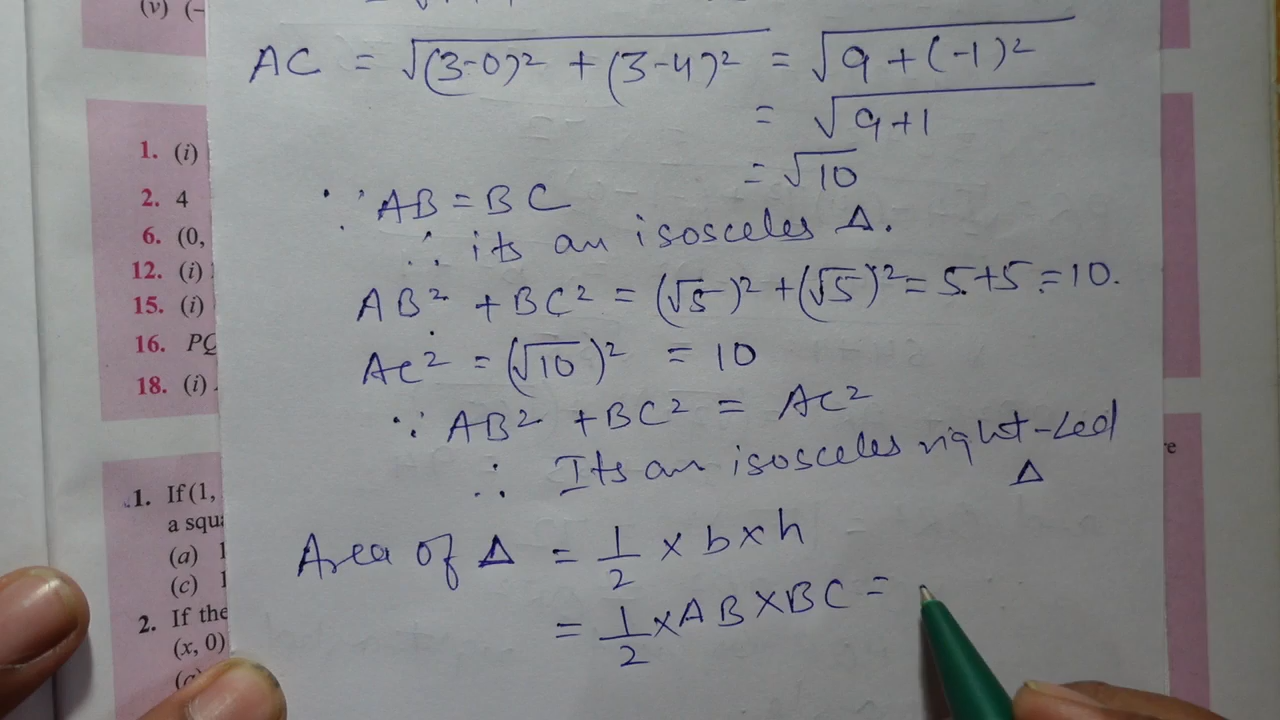 (v) (–
AC = √(3-0)² + (3-4)² = √9+(-1)²
= √9+1
= √10
∵ AB = BC
∴ its an isosceles Δ.
AB² + BC² = (√5)² + (√5)² = 5+5 = 10.
AC² = (√10)² = 10
∵ AB² + BC² = AC²
∴ Its an isosceles right-∠ed
Δ
Area of Δ = 1/2 × b × h
= 1/2 × AB × BC =
1. (i)
2. 4
6. (0,
12. (i)
15. (i)
16. PQ
18. (i)
1. If (1,
a squ
(a) 1
(c) 1
2. If the
(x, 0)
e